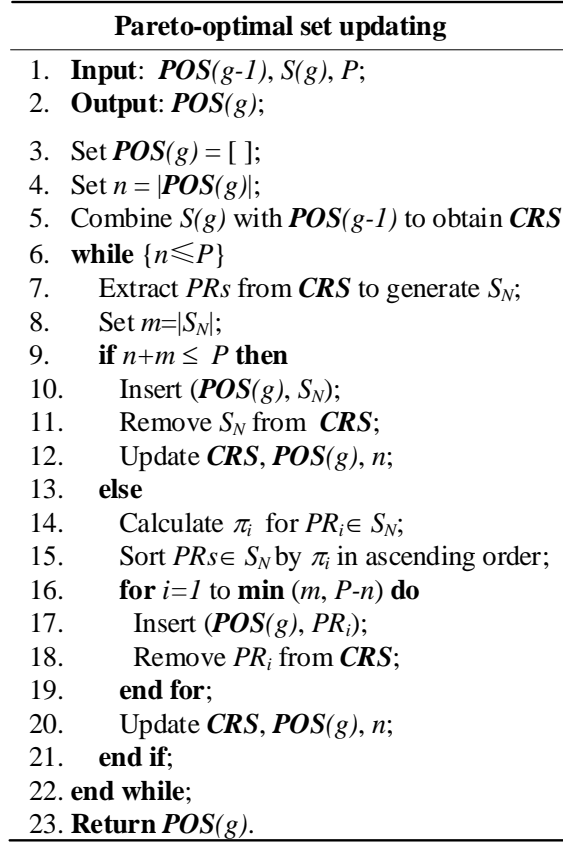 Pareto-optimal set updating
1. Input: POS(g-1), S(g), P;
2. Output: POS(g);
3. Set POS(g) = [ ];
4. Set n = |POS(g)|;
5. Combine S(g) with POS(g-1) to obtain CRS
6. while {n≤P}
7. Extract PRs from CRS to generate S_N;
8. Set m=|S_N|;
9. if n+m ≤ P then
10. Insert (POS(g), S_N);
11. Remove S_N from CRS;
12. Update CRS, POS(g), n;
13. else
14. Calculate π_i for PR_i∈ S_N;
15. Sort PRs∈ S_N by π_i in ascending order;
16. for i=1 to min (m, P-n) do
17. Insert (POS(g), PR_i);
18. Remove PR_i from CRS;
19. end for;
20. Update CRS, POS(g), n;
21. end if;
22. end while;
23. Return POS(g).